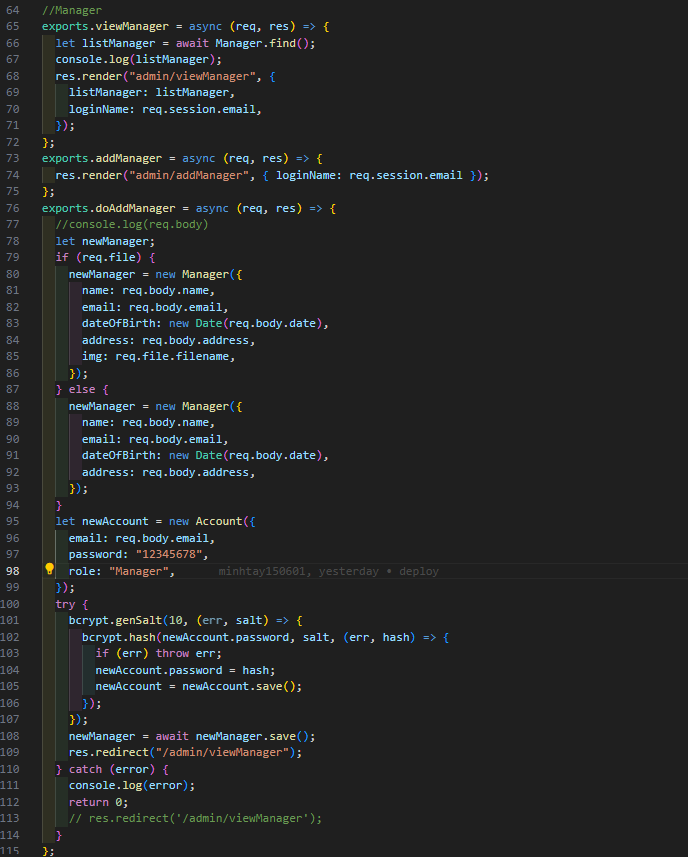 64 //Manager
65 exports.viewManager = async (req, res) => {
66 let listManager = await Manager.find();
67 console.log(listManager);
68 res.render("admin/viewManager", {
69 listManager: listManager,
70 loginName: req.session.email,
71 });
72 };
73 exports.addManager = async (req, res) => {
74 res.render("admin/addManager", { loginName: req.session.email });
75 };
76 exports.doAddManager = async (req, res) => {
77 //console.log(req.body)
78 let newManager;
79 if (req.file) {
80 newManager = new Manager({
81 name: req.body.name,
82 email: req.body.email,
83 dateOfBirth: new Date(req.body.date),
84 address: req.body.address,
85 img: req.file.filename,
86 });
87 } else {
88 newManager = new Manager({
89 name: req.body.name,
90 email: req.body.email,
91 dateOfBirth: new Date(req.body.date),
92 address: req.body.address,
93 });
94 }
95 let newAccount = new Account({
96 email: req.body.email,
97 password: "12345678",
98 role: "Manager", minhtay150601, yesterday • deploy
99 });
100 try {
101 bcrypt.genSalt(10, (err, salt) => {
102 bcrypt.hash(newAccount.password, salt, (err, hash) => {
103 if (err) throw err;
104 newAccount.password = hash;
105 newAccount = newAccount.save();
106 });
107 });
108 newManager = await newManager.save();
109 res.redirect("/admin/viewManager");
110 } catch (error) {
111 console.log(error);
112 return 0;
113 // res.redirect('/admin/viewManager');
114 }
115 };